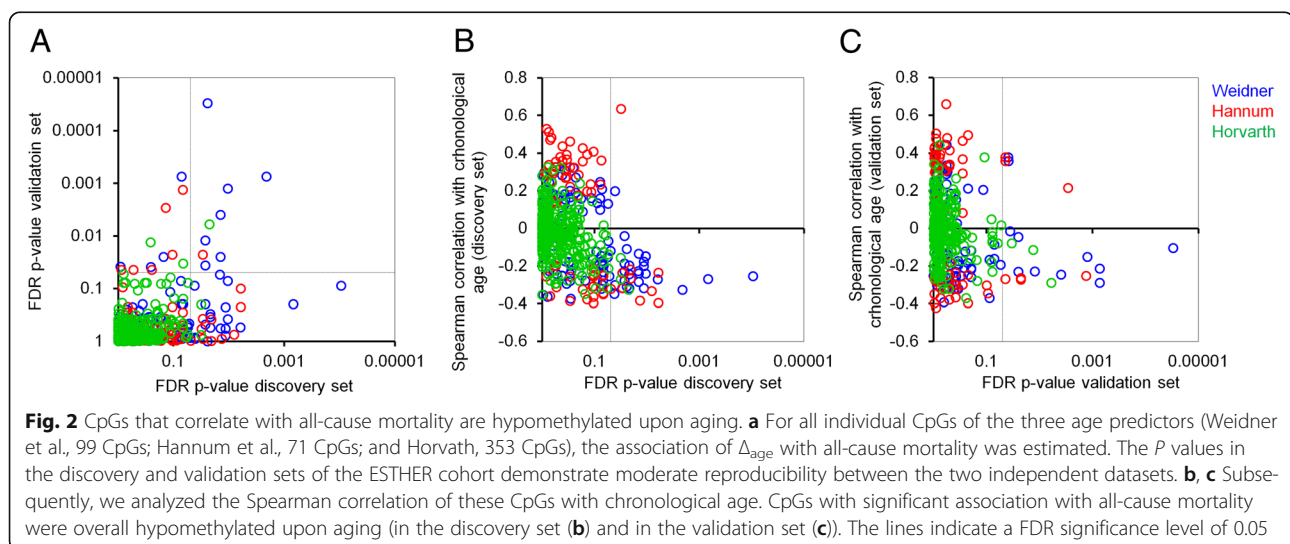 A
B
C
FDR p-value validatoin set
0.00001
0.0001
0.001
0.01
0.1
1
0.1
0.001
0.00001
FDR p-value discovery set
Spearman correlation with crhonological
age (discovery set)
0.8
0.6
0.4
0.2
0
-0.2
-0.4
-0.6
0.1
0.001
0.00001
FDR p-value discovery set
Spearman correlation with
crhonological age (validation set)
0.8
0.6
0.4
0.2
0
-0.2
-0.4
-0.6
0.1
0.001
0.00001
FDR p-value validation set
Weidner
Hannum
Horvarth
Fig. 2 CpGs that correlate with all-cause mortality are hypomethylated upon aging. a For all individual CpGs of the three age predictors (Weidner
et al., 99 CpGs; Hannum et al., 71 CpGs; and Horvath, 353 CpGs), the association of Δage with all-cause mortality was estimated. The P values in
the discovery and validation sets of the ESTHER cohort demonstrate moderate reproducibility between the two independent datasets. b, c Subse-
quently, we analyzed the Spearman correlation of these CpGs with chronological age. CpGs with significant association with all-cause mortality
were overall hypomethylated upon aging (in the discovery set (b) and in the validation set (c)). The lines indicate a FDR significance level of 0.05